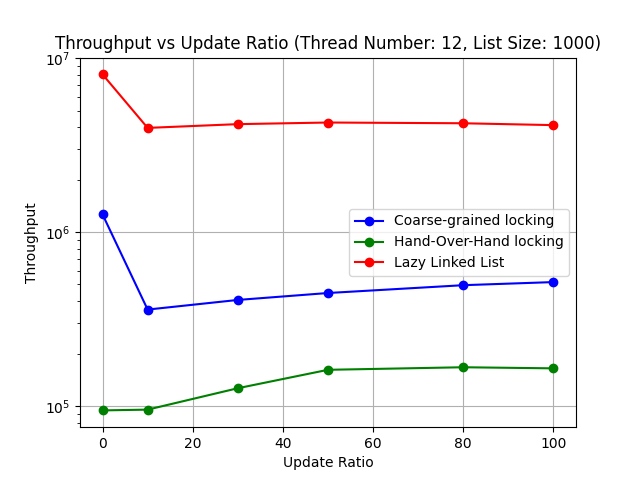 Throughput vs Update Ratio (Thread Number: 12, List Size: 1000)
Throughput
10⁷
10⁶
10⁵
Coarse-grained locking
Hand-Over-Hand locking
Lazy Linked List
0 20 40 60 80 100
Update Ratio